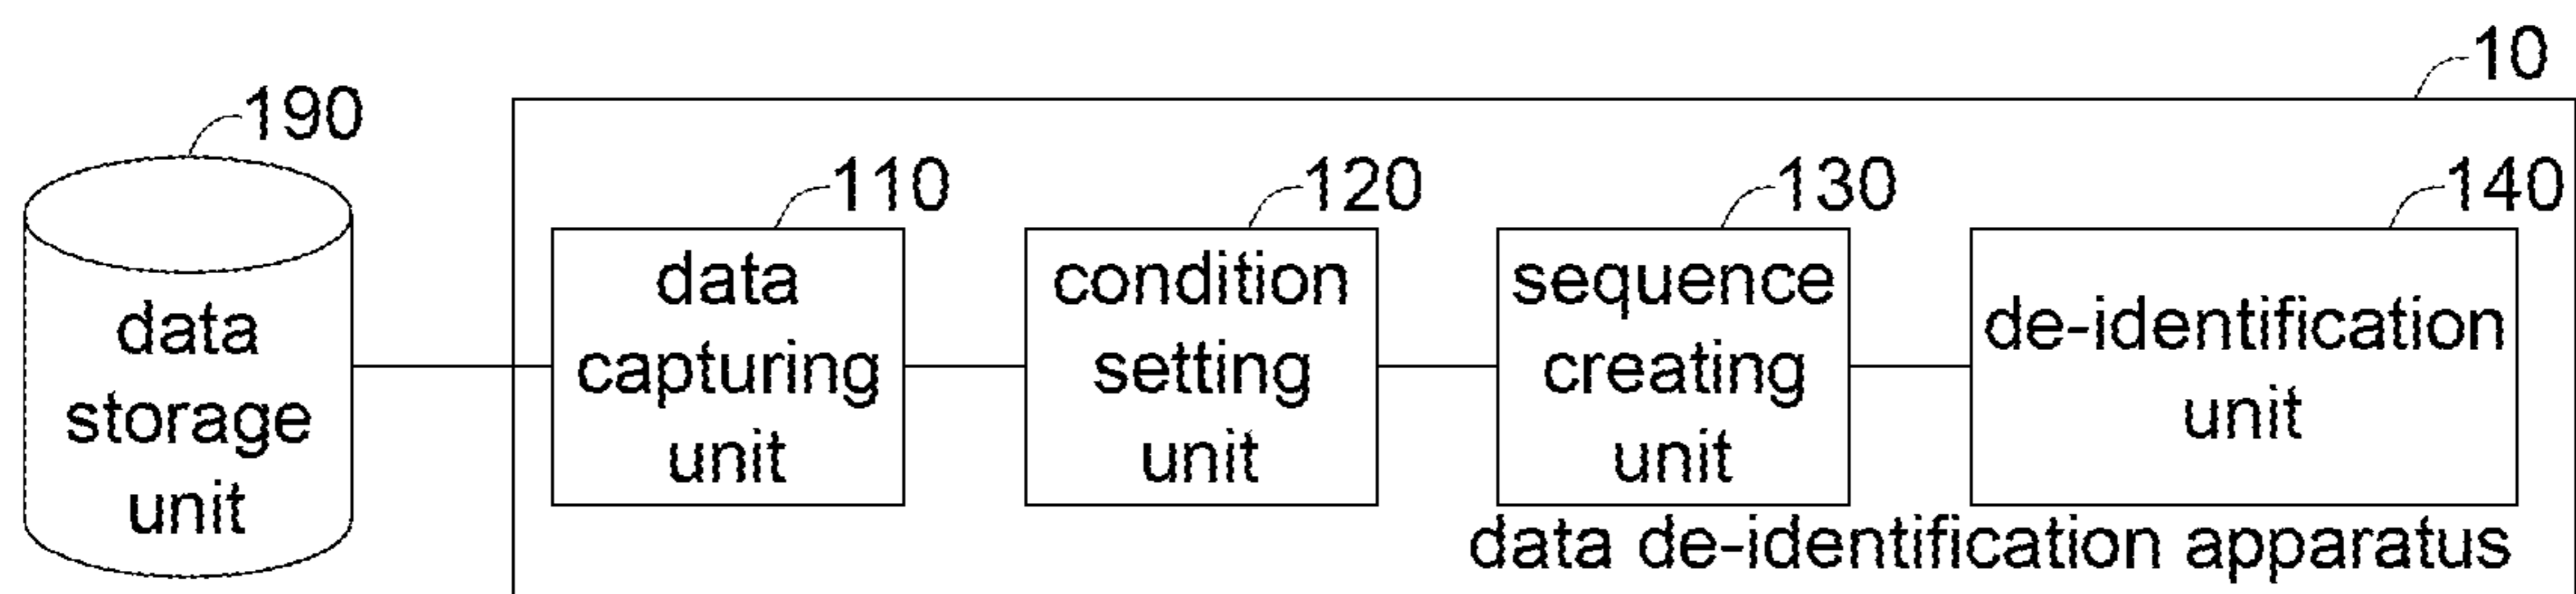 10
190
110
120
130
140
data
storage
unit
data
capturing
unit
condition
setting
unit
sequence
creating
unit
de-identification
unit
data de-identification apparatus